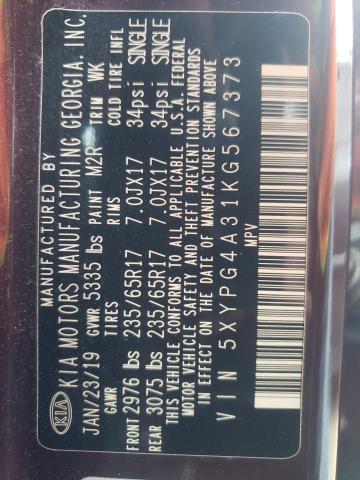 MANUFACTURED BY
KIA KIA MOTORS MANUFACTURING GEORGIA, INC.
JAN/23/19 GVWR 5335 lbs PAINT M2R TRIM WK
GAWR TIRES RIMS COLD TIRE INFL
FRONT 2976 lbs 235/65R17 7.0JX17 34psi SINGLE
REAR 3075 lbs 235/65R17 7.0JX17 34psi SINGLE
THIS VEHICLE CONFORMS TO ALL APPLICABLE U.S.A. FEDERAL
MOTOR VEHICLE SAFETY AND THEFT PREVENTION STANDARDS
IN EFFECT ON THE DATE OF MANUFACTURE SHOWN ABOVE
VIN 5XYPG4A31KG567373
MPV